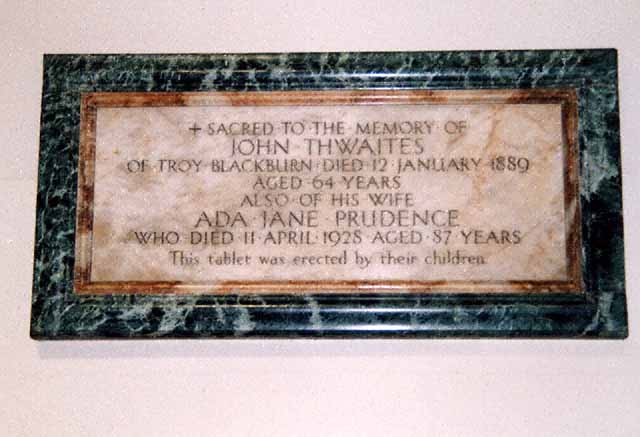 + SACRED TO · THE · MEMORY OF
JOHN THWAITES
OF · TROY · BLACKBURN · DIED · 12 · JANUARY · 1889
AGED · 64 YEARS
ALSO · OF HIS WIFE
ADA · JANE · PRUDENCE
WHO DIED 11 · APRIL · 1928 AGED · 87 YEARS
This tablet was erected by their children